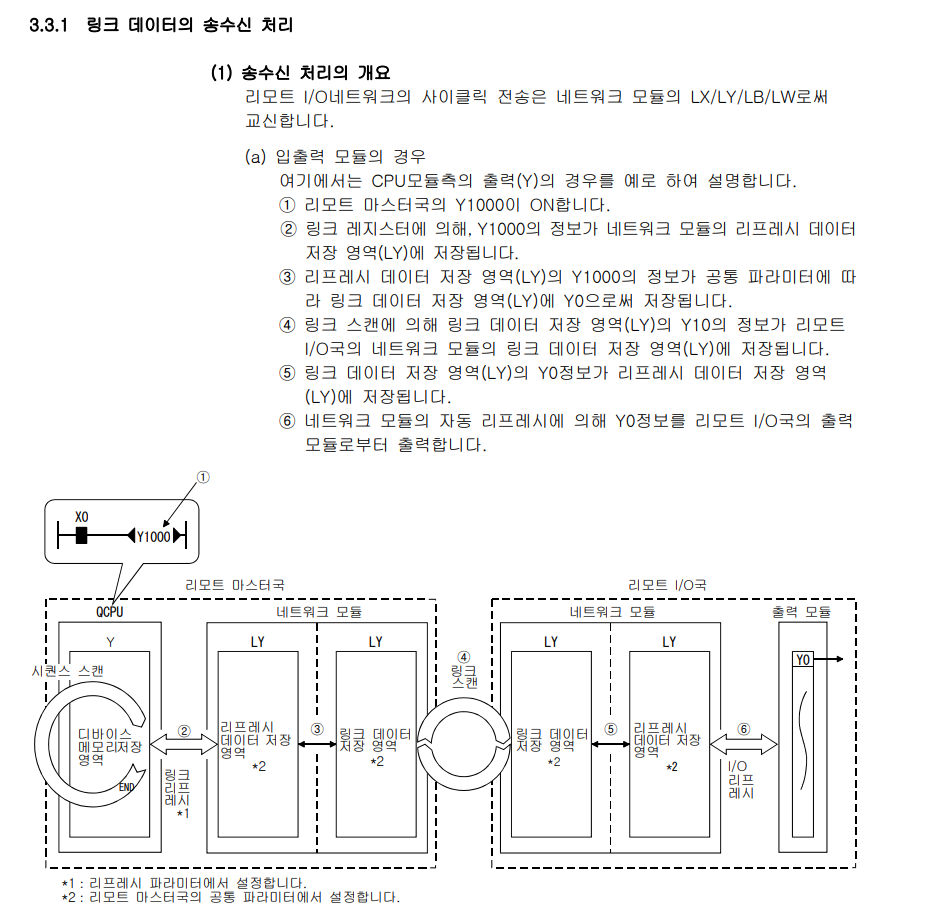 3.3.1 링크 데이터의 송수신 처리
(1) 송수신 처리의 개요
리모트 I/O네트워크의 사이클릭 전송은 네트워크 모듈의 LX/LY/LB/LW로써
교신합니다.
(a) 입출력 모듈의 경우
여기에서는 CPU모듈측의 출력(Y)의 경우를 예로 하여 설명합니다.
① 리모트 마스터국의 Y1000이 ON합니다.
② 링크 레지스터에 의해, Y1000의 정보가 네트워크 모듈의 리프레시 데이터
저장 영역(LY)에 저장됩니다.
③ 리프레시 데이터 저장 영역(LY)의 Y1000의 정보가 공통 파라미터에 따
라 링크 데이터 저장 영역(LY)에 Y0으로써 저장됩니다.
④ 링크 스캔에 의해 링크 데이터 저장 영역(LY)의 Y10의 정보가 리모트
I/O국의 네트워크 모듈의 링크 데이터 저장 영역(LY)에 저장됩니다.
⑤ 링크 데이터 저장 영역(LY)의 Y0정보가 리프레시 데이터 저장 영역
(LY)에 저장됩니다.
⑥ 네트워크 모듈의 자동 리프레시에 의해 Y0정보를 리모트 I/O국의 출력
모듈로부터 출력합니다.
①
X0
Y1000
리모트 마스터국
리모트 I/O국
QCPU
네트워크 모듈
네트워크 모듈
출력 모듈
Y
LY
LY
LY
LY
시퀀스 스캔
④
링크
스캔
Y0
디바이스
메모리저장
영역
END
②
링크
리프
레시
*1
리프레시
데이터 저장
영역
*2
③
링크 데이터
저장 영역
*2
링크 데이터
저장 영역
*2
⑤
리프레시
데이터 저장
영역
*2
⑥
I/O
리프
레시
*1 : 리프레시 파라미터에서 설정합니다.
*2 : 리모트 마스터국의 공통 파라미터에서 설정합니다.